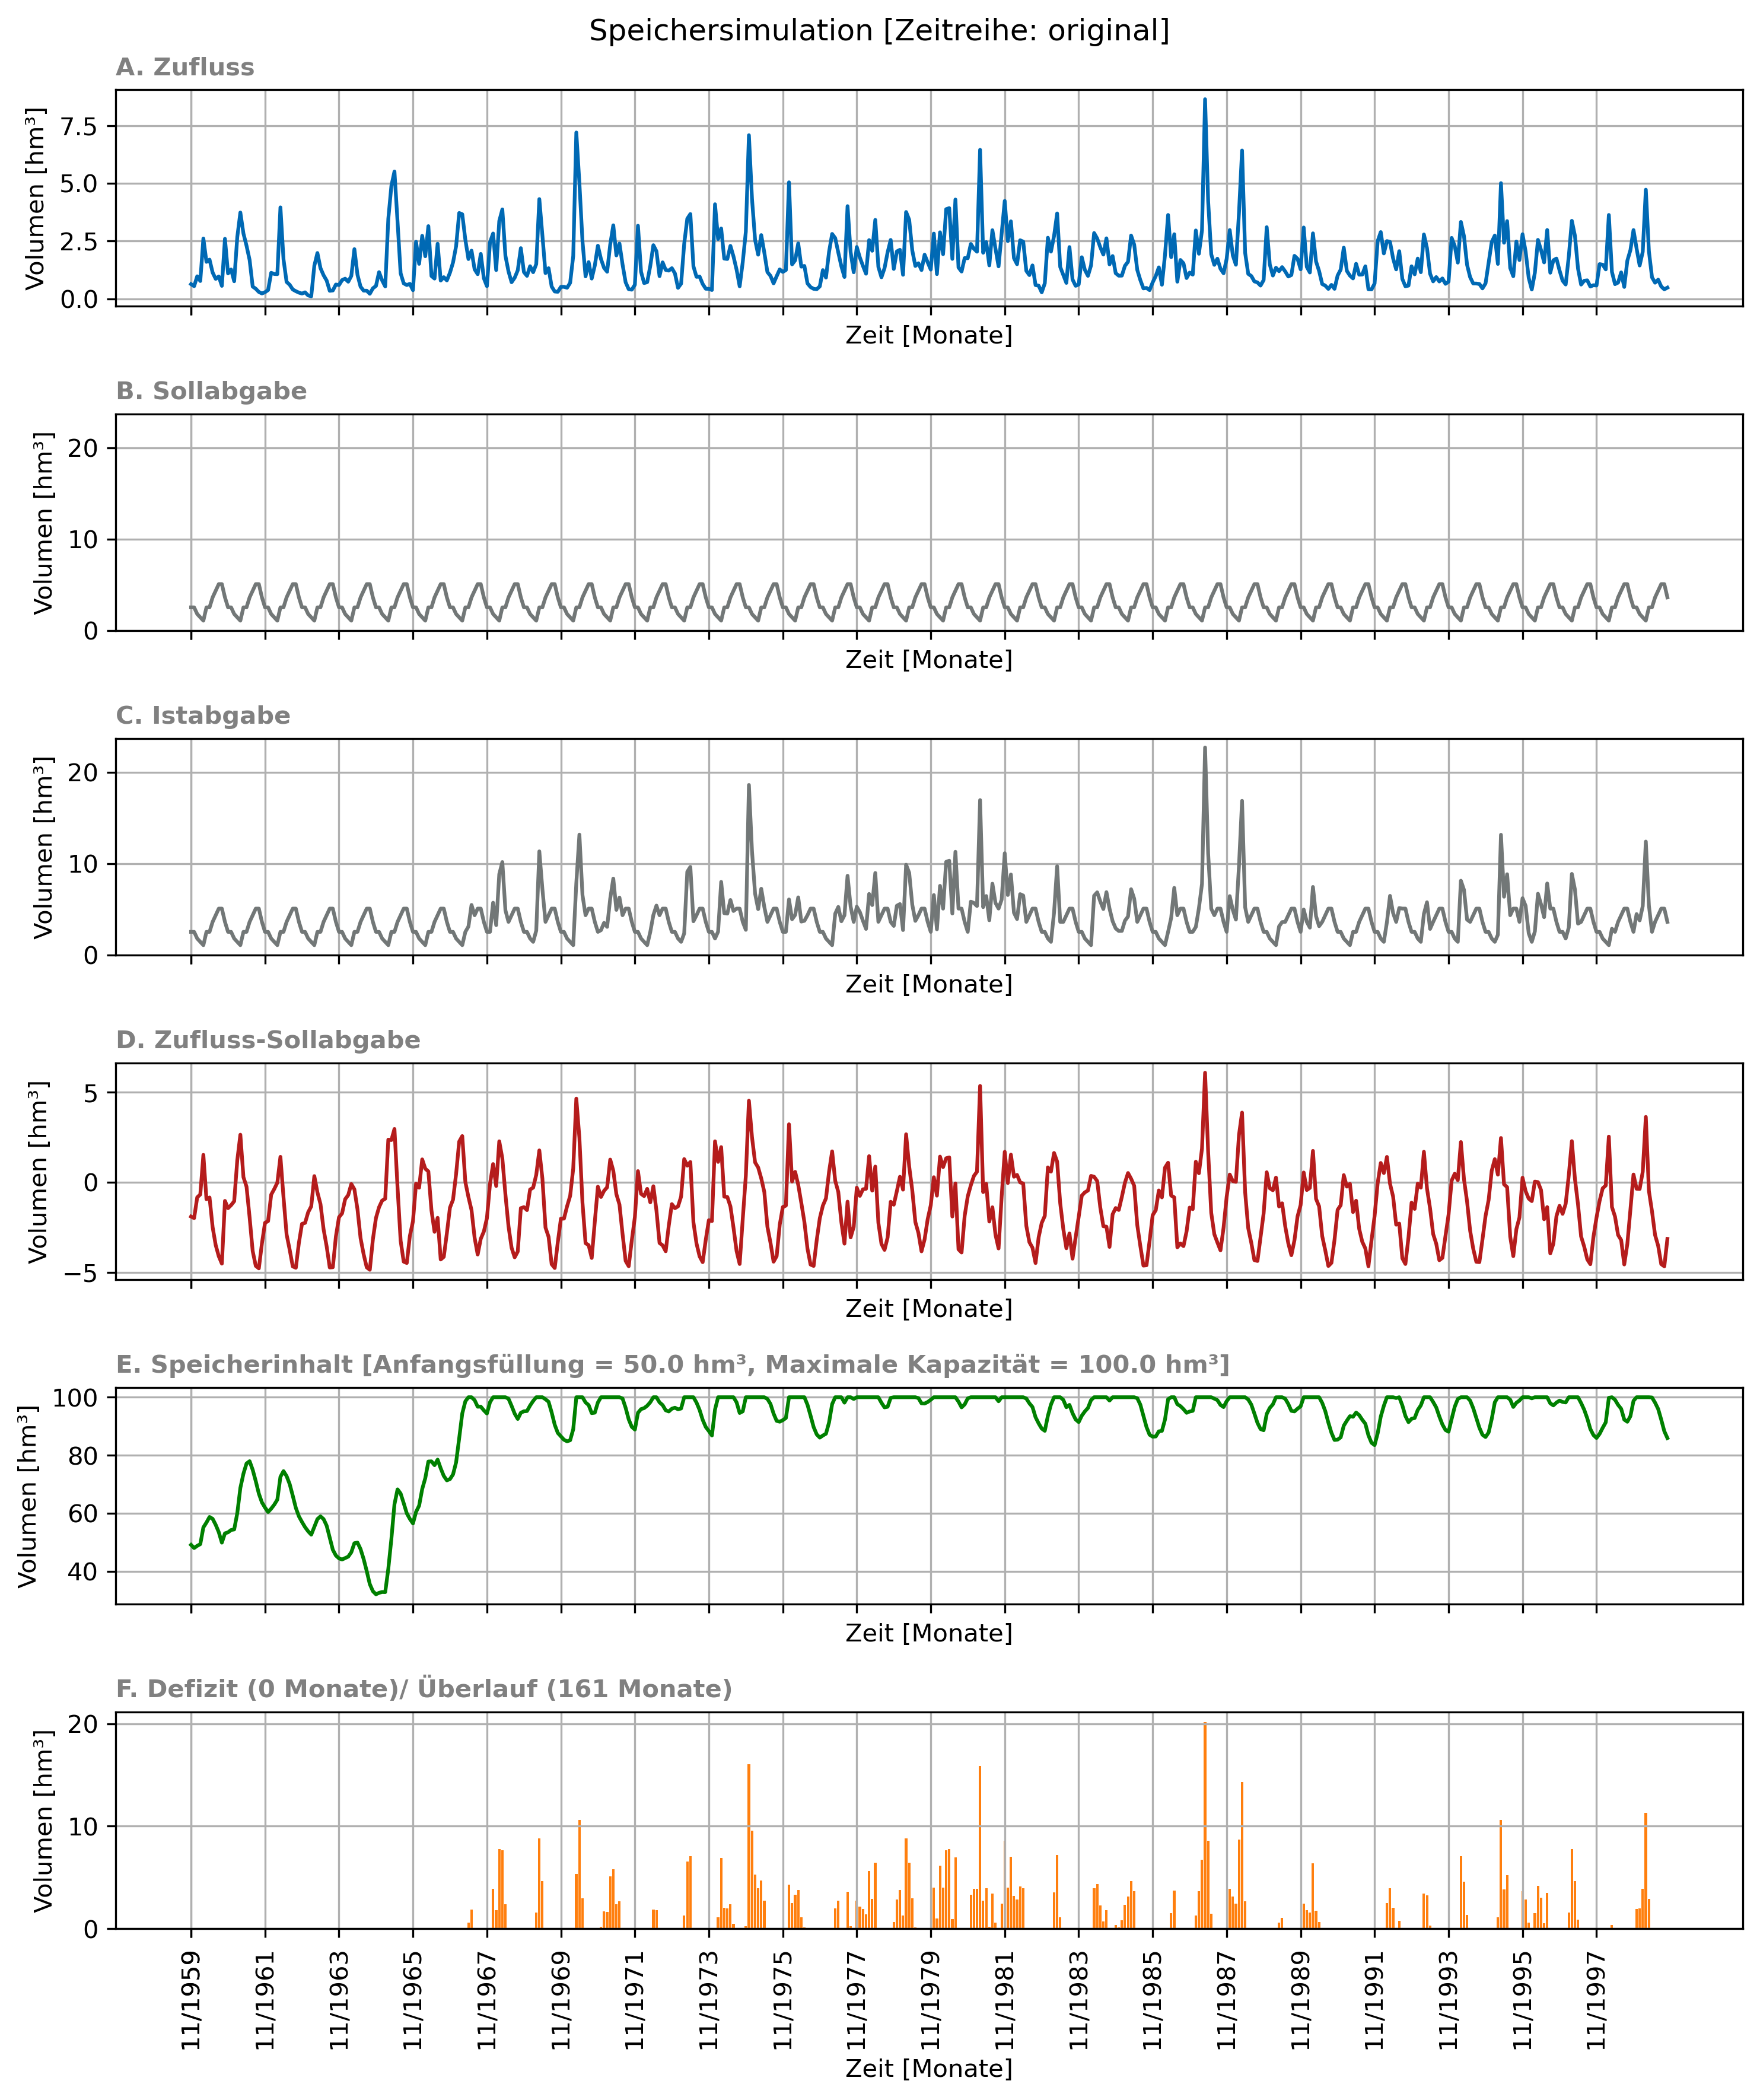 Speichersimulation [Zeitreihe: original]
A. Zufluss
Volumen [hm³]
7.5
5.0
2.5
0.0
Zeit [Monate]
B. Sollabgabe
Volumen [hm³]
20
10
0
Zeit [Monate]
C. Istabgabe
Volumen [hm³]
20
10
0
Zeit [Monate]
D. Zufluss-Sollabgabe
Volumen [hm³]
5
0
−5
Zeit [Monate]
E. Speicherinhalt [Anfangsfüllung = 50.0 hm³, Maximale Kapazität = 100.0 hm³]
Volumen [hm³]
100
80
60
40
Zeit [Monate]
F. Defizit (0 Monate)/ Überlauf (161 Monate)
Volumen [hm³]
20
10
0
11/1959
11/1961
11/1963
11/1965
11/1967
11/1969
11/1971
11/1973
11/1975
11/1977
11/1979
11/1981
11/1983
11/1985
11/1987
11/1989
11/1991
11/1993
11/1995
11/1997
Zeit [Monate]